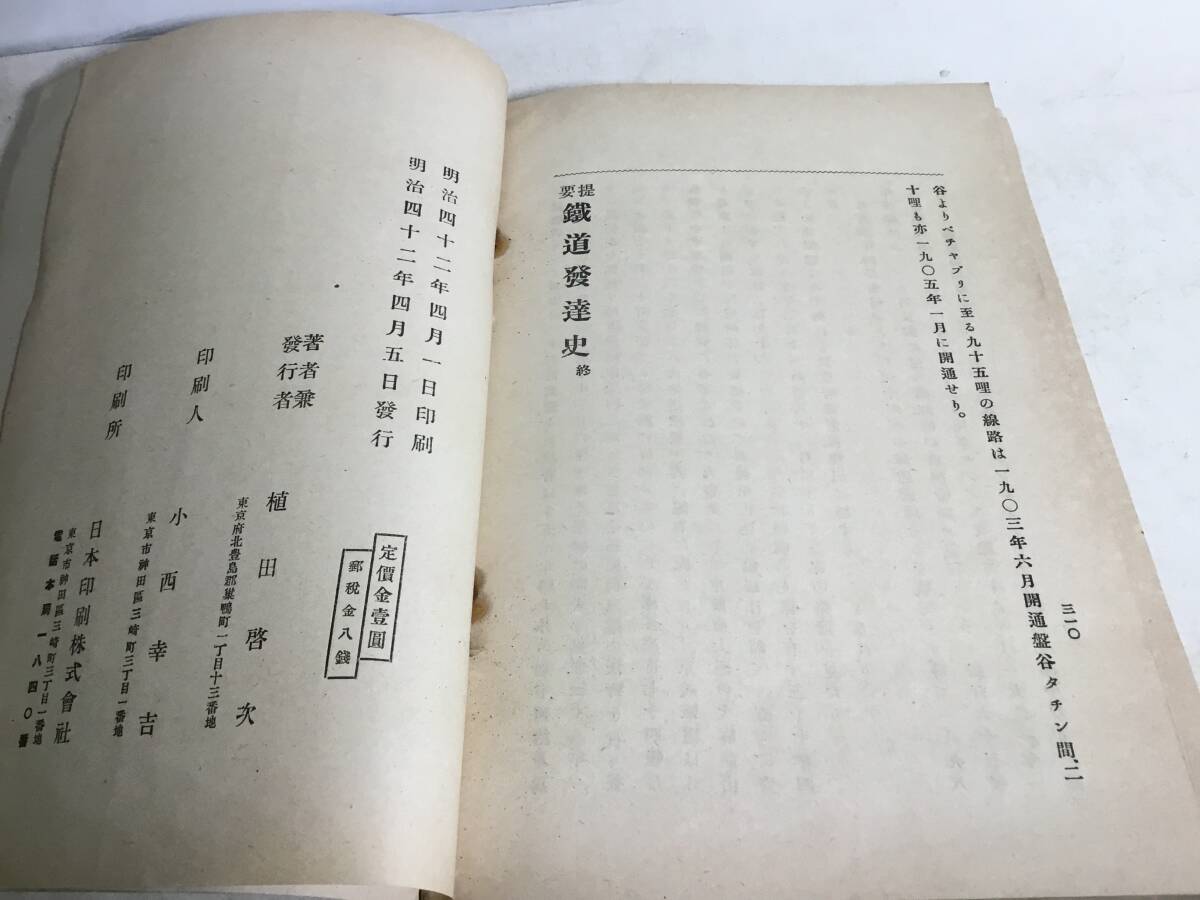 三一〇
谷よりペチャブリに至る九十五哩の線路は一九〇三年六月開通盤谷タチン間、二
十哩も亦一九〇五年一月に開通せり。
提要 鐵道發達史 終
明治四十二年四月一日印刷
明治四十二年四月五日發行
定價金壹圓
郵稅金八錢
著者兼發行者 植田啓次
東京府北豊島郡巢鴨町一丁目十三番地
印刷人 小西幸吉
東京市神田區三崎町三丁目一番地
印刷所 日本印刷株式會社
東京市神田區三崎町三丁目一番地
電話本局一八四〇番